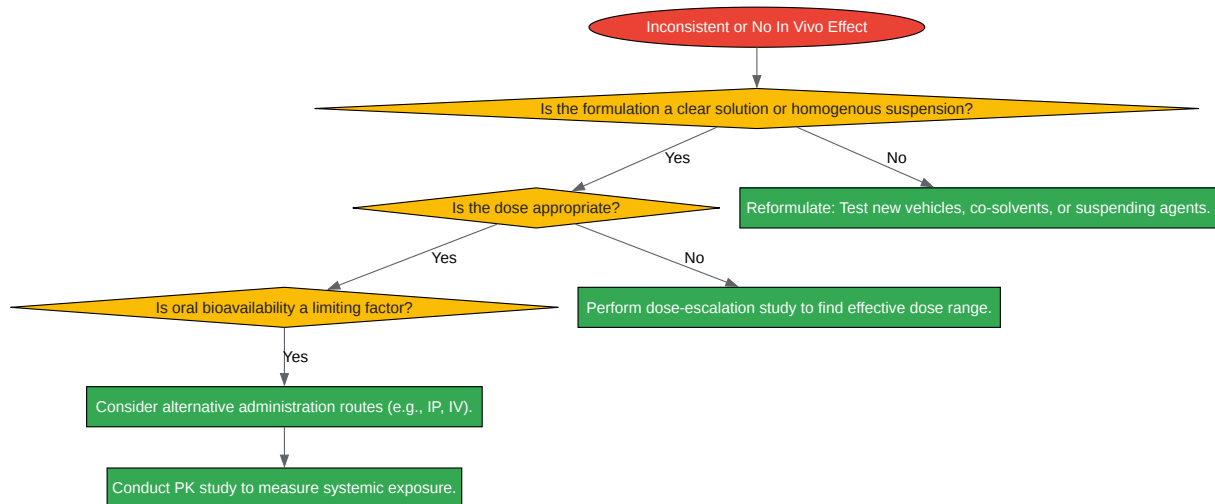 Inconsistent or No In Vivo Effect
Is the formulation a clear solution or homogenous suspension?
Yes
No
Is the dose appropriate?
Reformulate: Test new vehicles, co-solvents, or suspending agents.
Yes
No
Is oral bioavailability a limiting factor?
Perform dose-escalation study to find effective dose range.
Yes
Consider alternative administration routes (e.g., IP, IV).
Conduct PK study to measure systemic exposure.